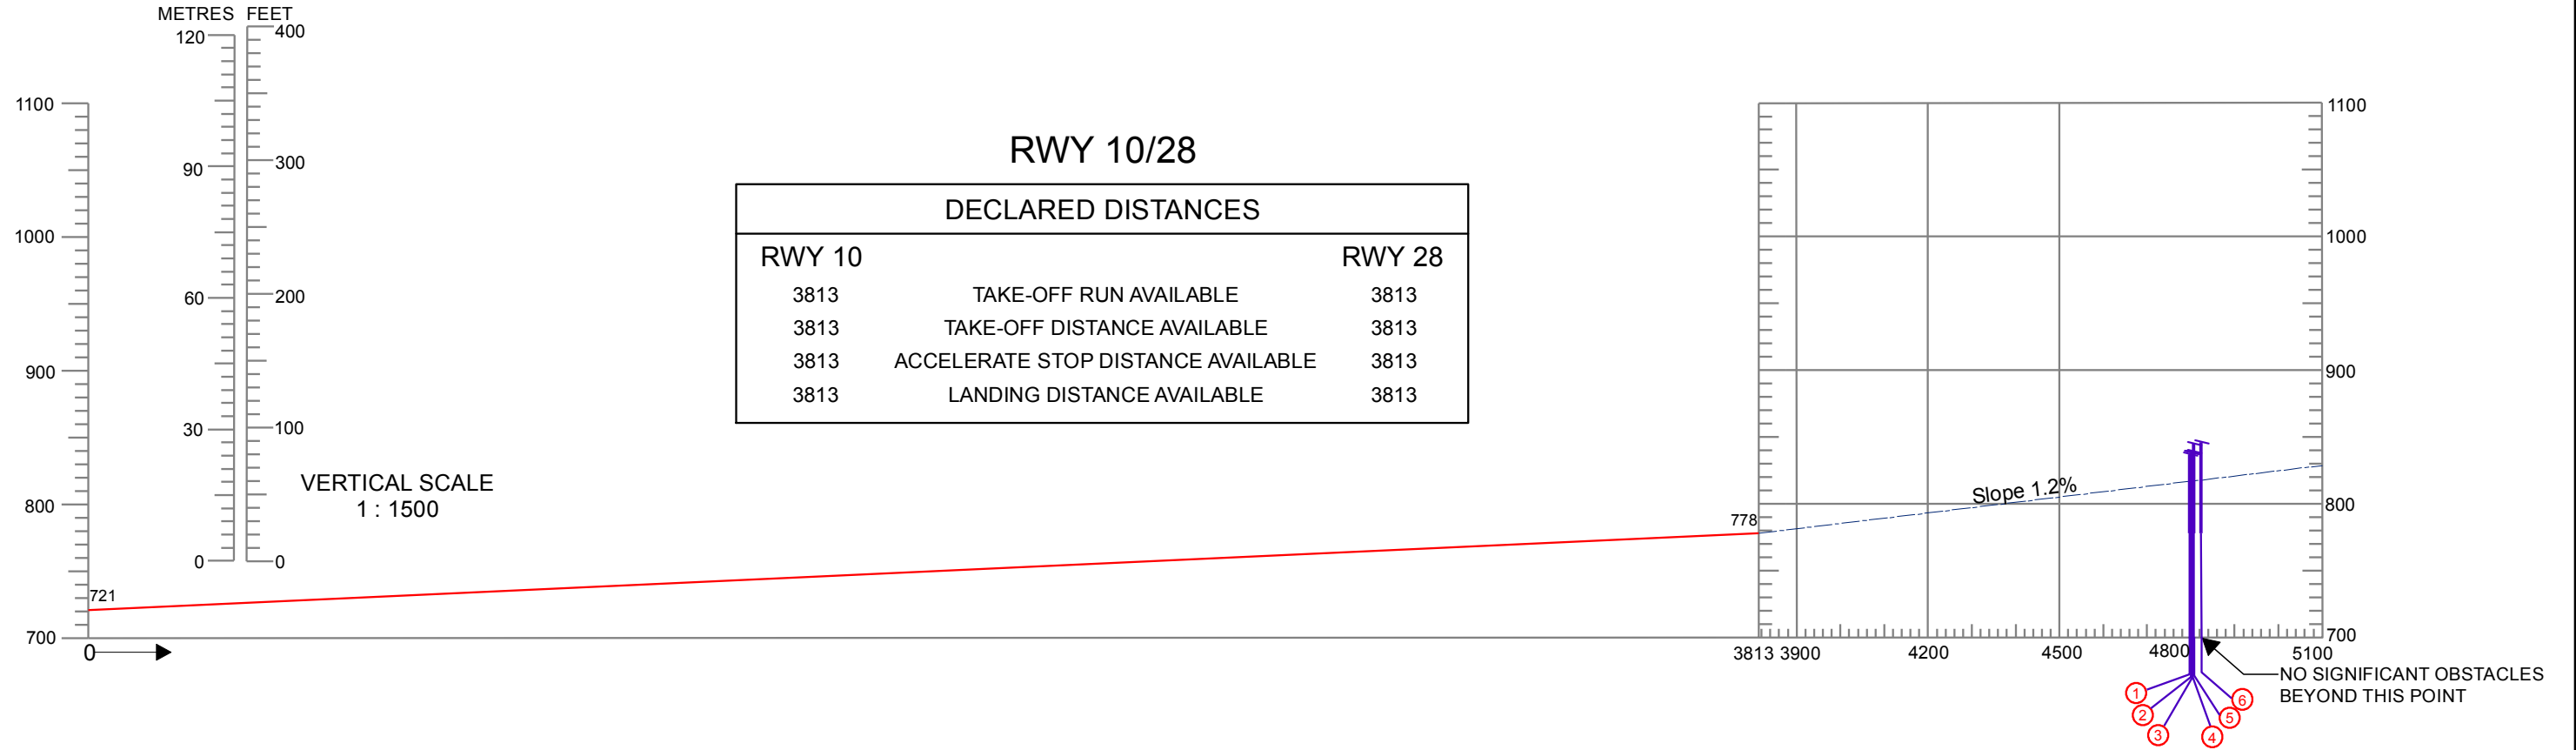 METRES FEET
120
90
60
30
0
400
300
200
100
0
1100
1000
900
800
700
VERTICAL SCALE
1 : 1500
721
0
RWY 10/28
DECLARED DISTANCES
RWY 10 RWY 28
3813 TAKE-OFF RUN AVAILABLE 3813
3813 TAKE-OFF DISTANCE AVAILABLE 3813
3813 ACCELERATE STOP DISTANCE AVAILABLE 3813
3813 LANDING DISTANCE AVAILABLE 3813
778
Slope 1.2%
1100
1000
900
800
700
3813 3900 4200 4500 4800 5100
NO SIGNIFICANT OBSTACLES
BEYOND THIS POINT
1
2
3
4
5
6